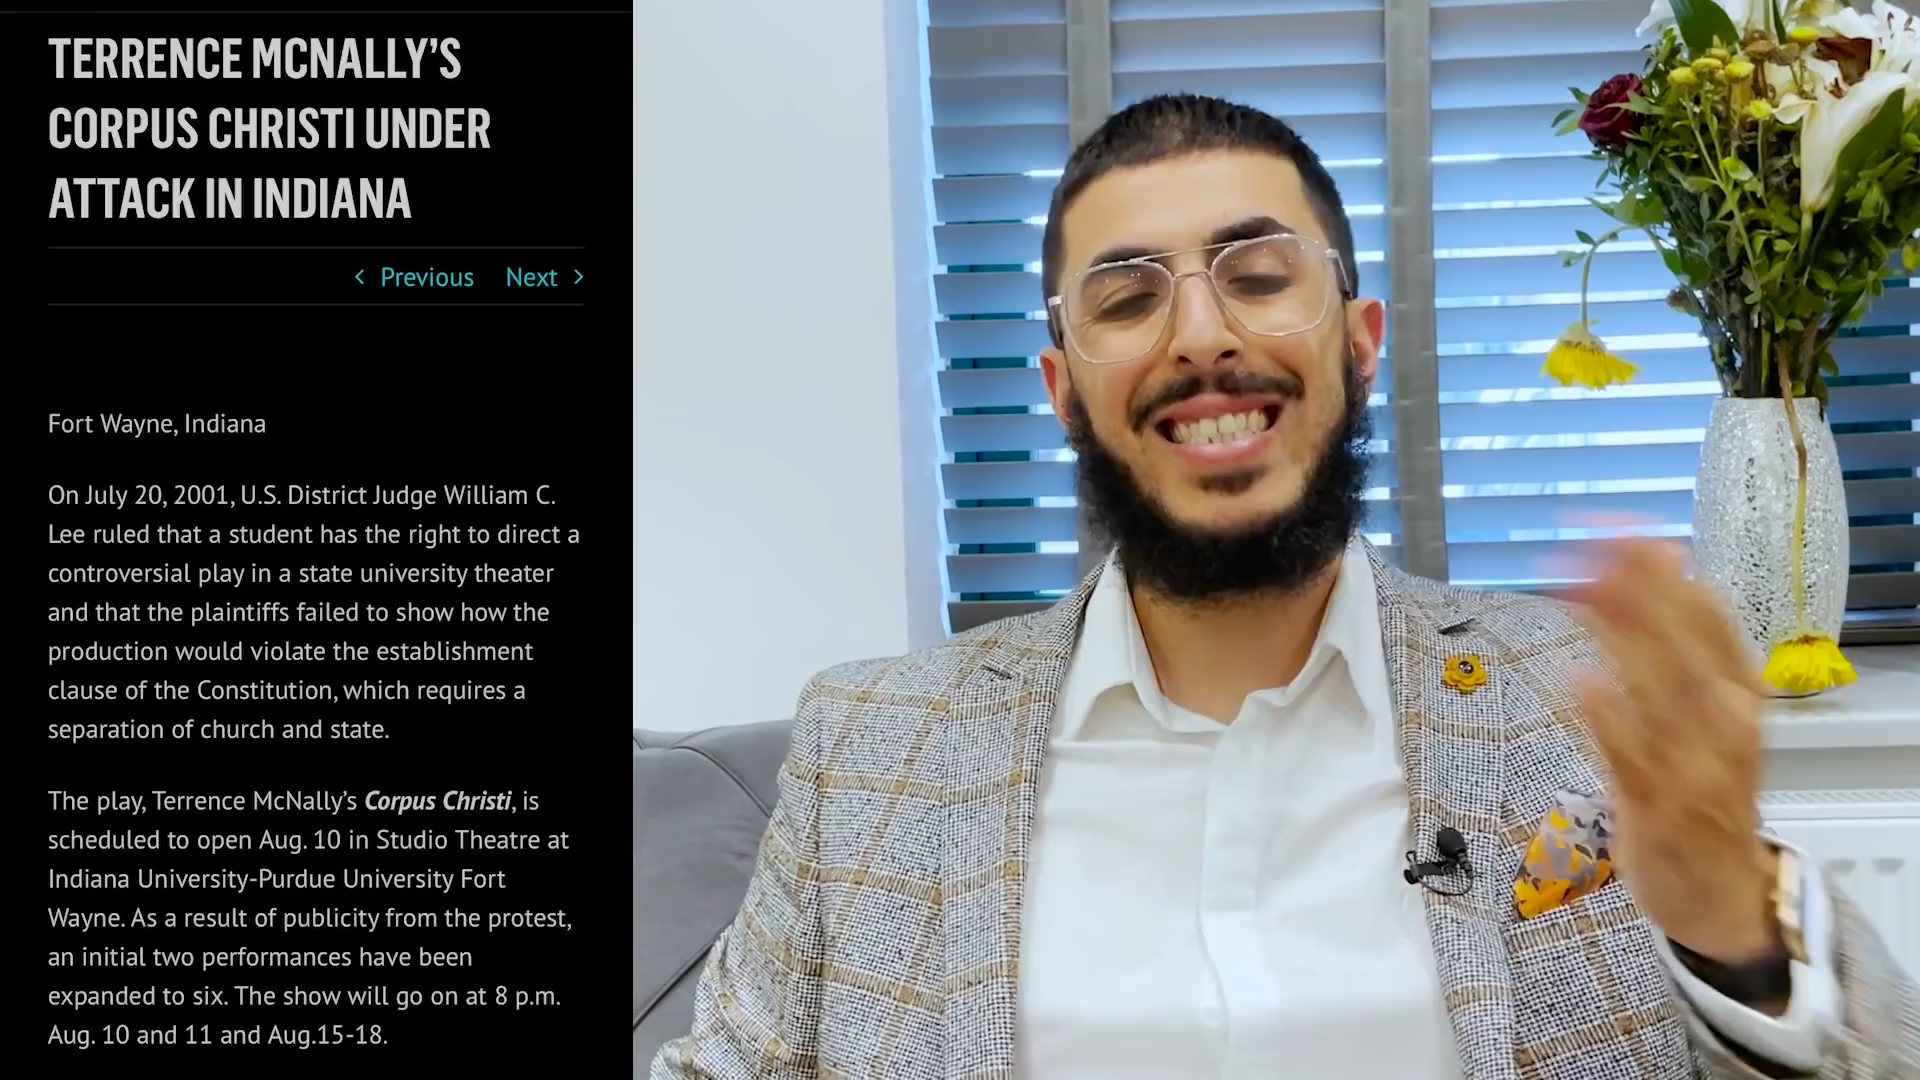 TERRENCE MCNALLY’S
CORPUS CHRISTI UNDER
ATTACK IN INDIANA
Previous Next
Fort Wayne, Indiana
On July 20, 2001, U.S. District Judge William C.
Lee ruled that a student has the right to direct a
controversial play in a state university theater
and that the plaintiffs failed to show how the
production would violate the establishment
clause of the Constitution, which requires a
separation of church and state.
The play, Terrence McNally’s Corpus Christi, is
scheduled to open Aug. 10 in Studio Theatre at
Indiana University-Purdue University Fort
Wayne. As a result of publicity from the protest,
an initial two performances have been
expanded to six. The show will go on at 8 p.m.
Aug. 10 and 11 and Aug.15-18.